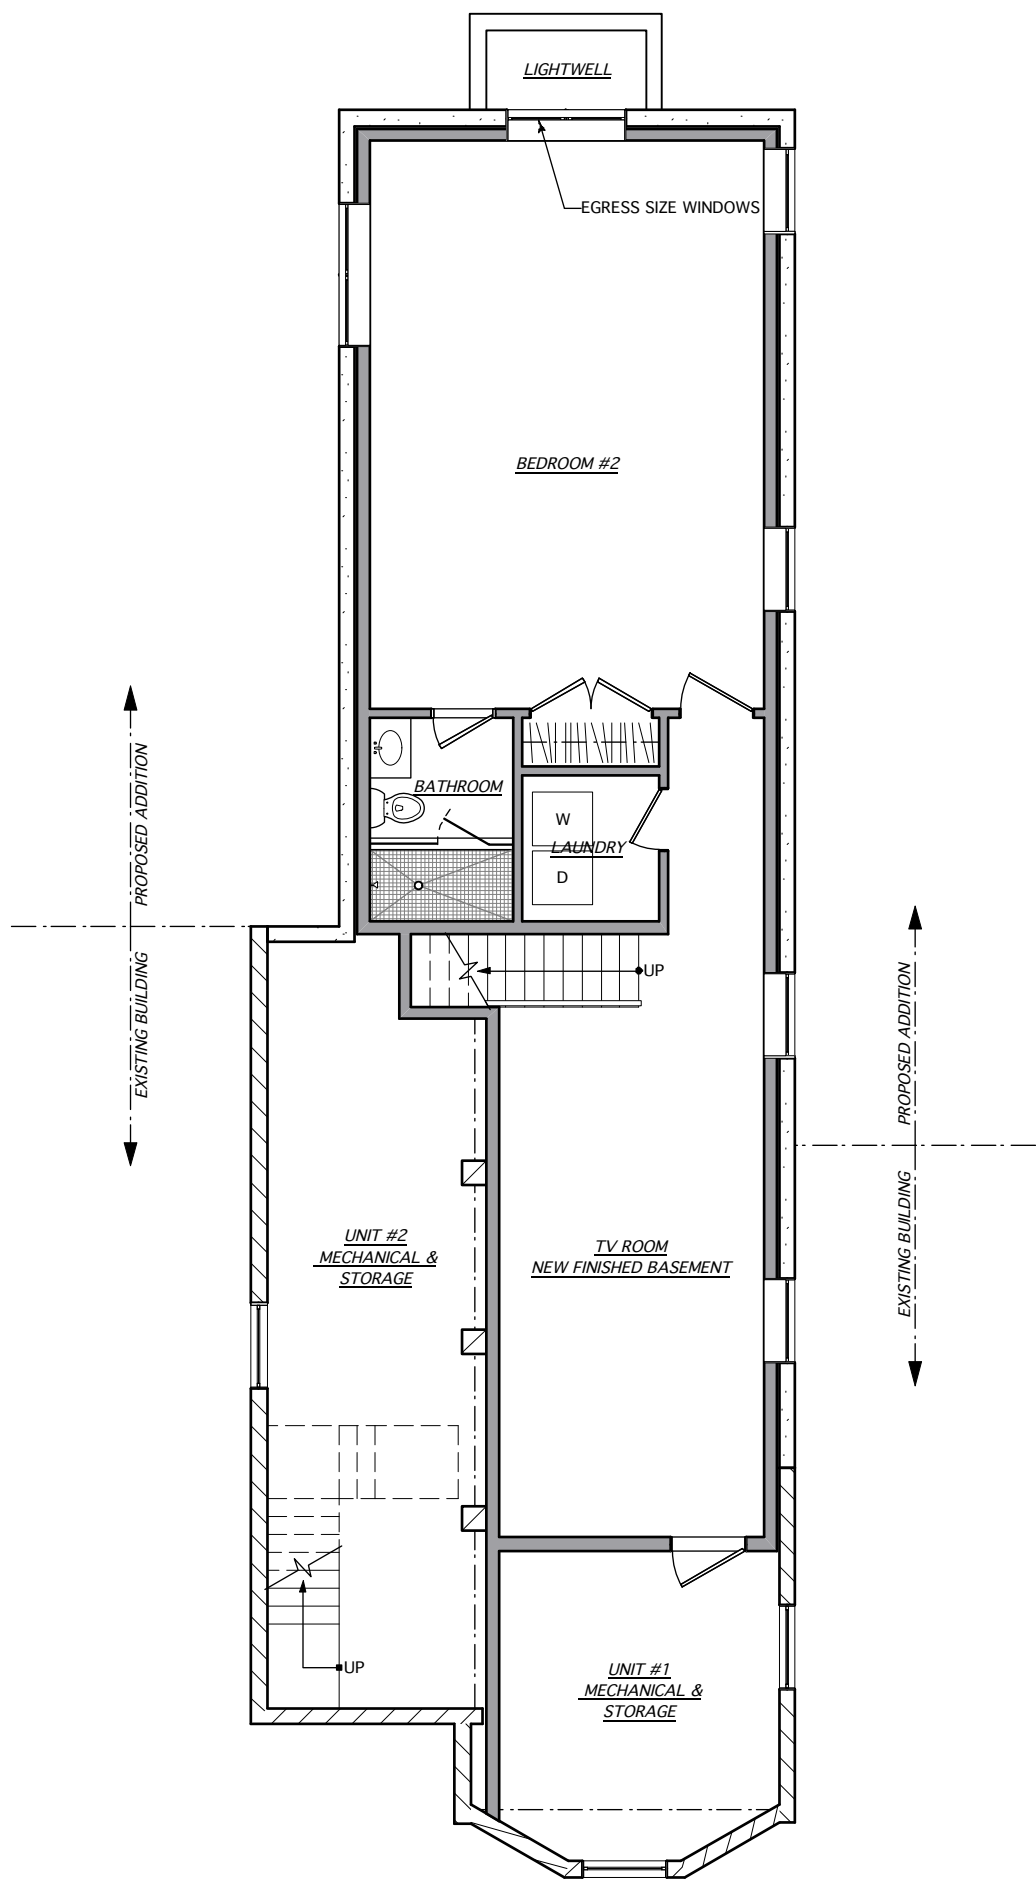 LIGHTWELL
EGRESS SIZE WINDOWS
BEDROOM #2
PROPOSED ADDITION
EXISTING BUILDING
BATHROOM
W
LAUNDRY
D
UP
PROPOSED ADDITION
EXISTING BUILDING
UNIT #2
MECHANICAL &
STORAGE
TV ROOM
NEW FINISHED BASEMENT
UP
UNIT #1
MECHANICAL &
STORAGE